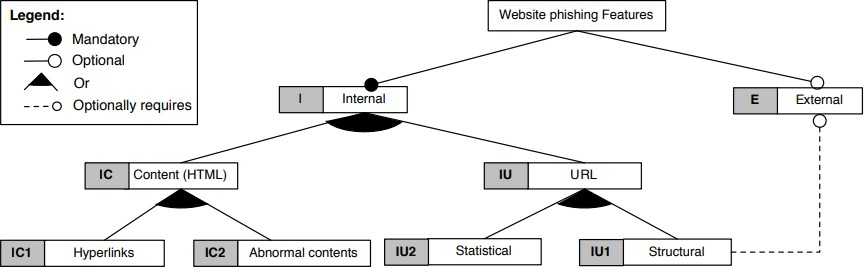 Website phishing Features
Legend:
Mandatory
Optional
Or
Optionally requires
I Internal
E External
IC Content (HTML)
IU URL
IC1 Hyperlinks
IC2 Abnormal contents
IU2 Statistical
IU1 Structural